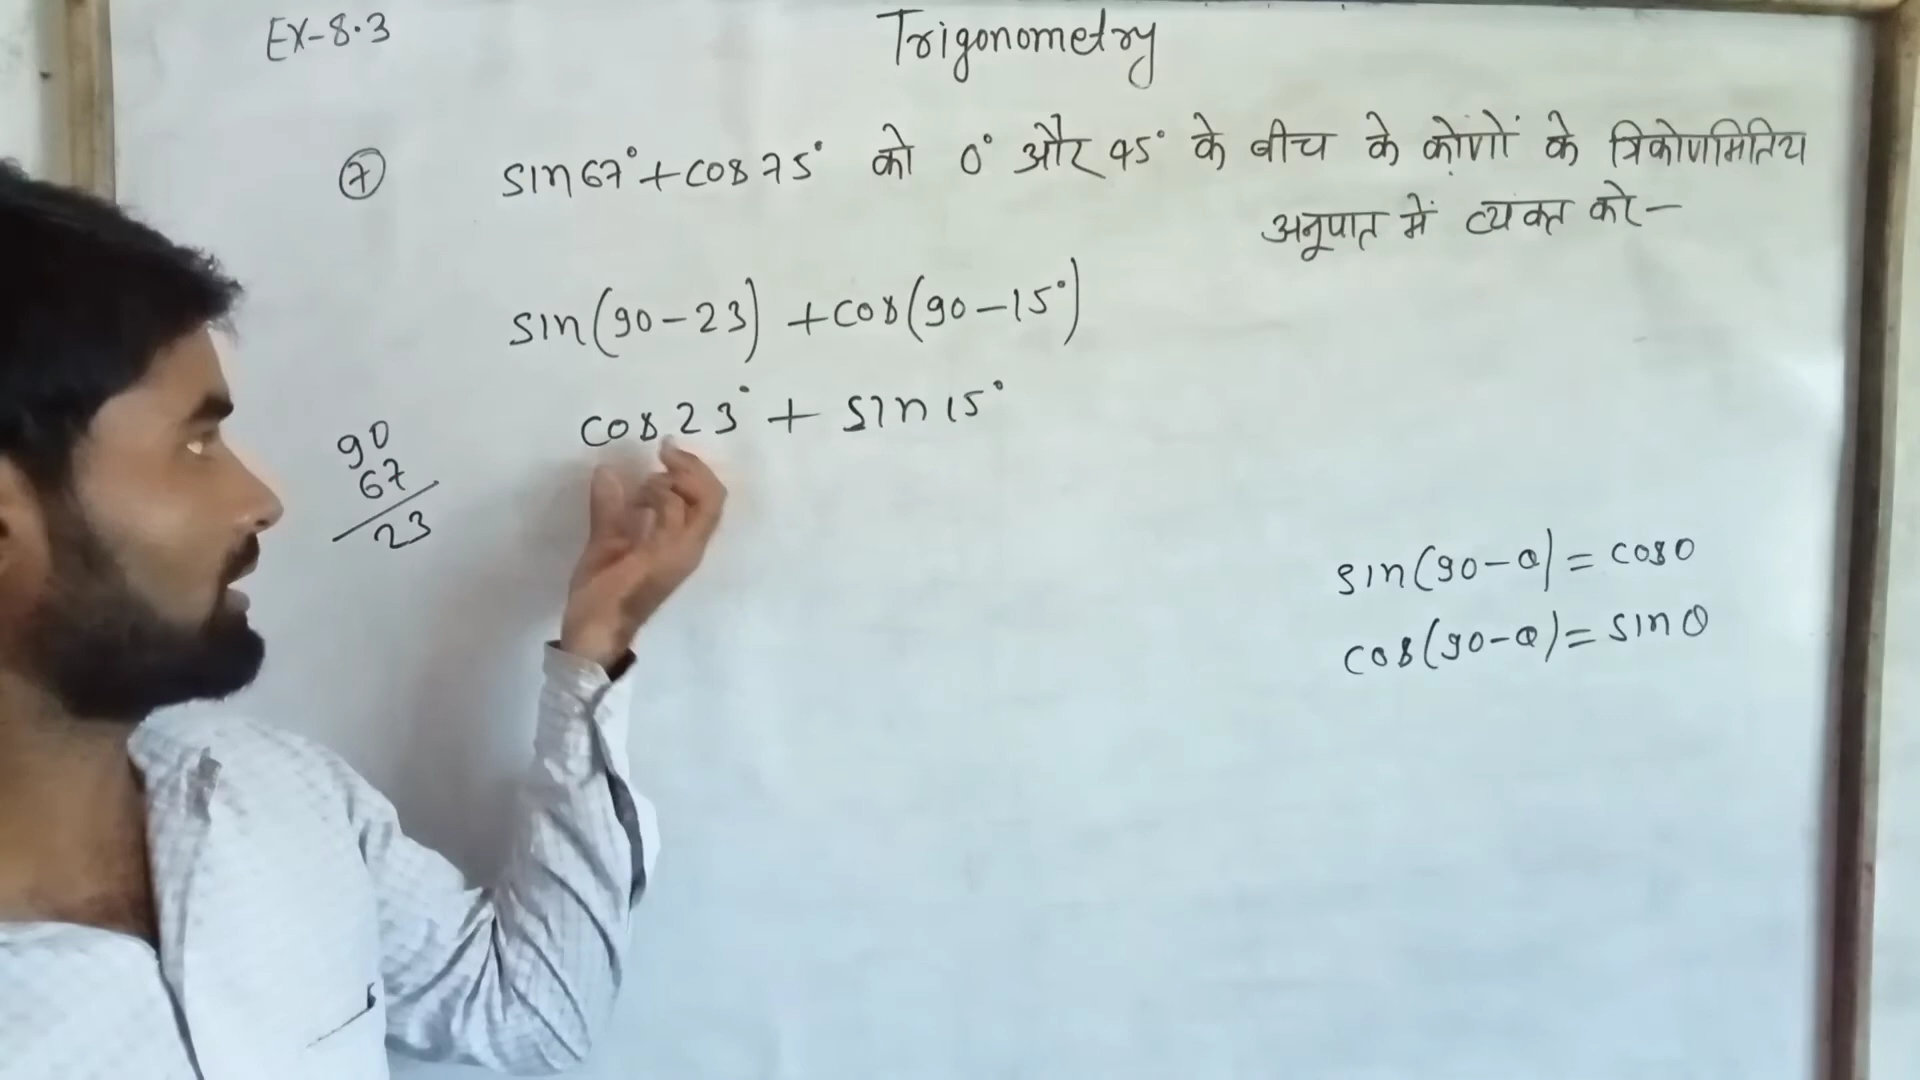 EX-8.3
Trigonometry
⑦ sin67°+cos75° को 0° और 45° के बीच के कोणों के त्रिकोणमितिय
अनुपात में व्यक्त करे-
sin(90-23) +cos(90-15°)
cos23° + sin15°
90
67
23
sin(90-θ)=cosθ
cos(90-θ)=sinθ